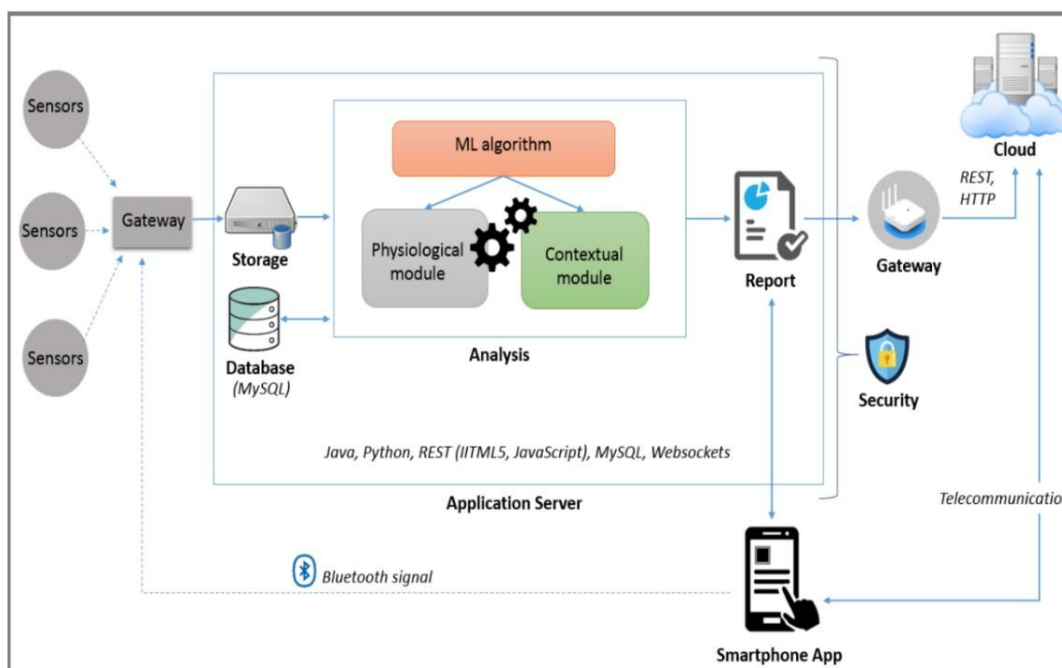 Sensors
Sensors
Sensors
Gateway
Storage
Database
(MySQL)
ML algorithm
Physiological
module
Contextual
module
Analysis
Report
Java, Python, REST (IITML5, JavaScript), MySQL, Websockets
Application Server
Gateway
REST,
HTTP
Cloud
Security
Telecommunicatio
Bluetooth signal
Smartphone App